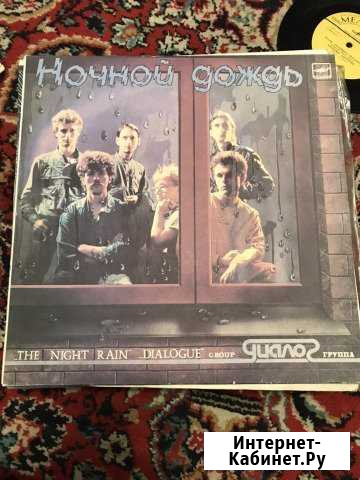 Ночной дождь
„THE NIGHT RAIN" „DIALOGUE" GROUP диалог ГРУППА
Интернет-
Кабинет.Ру